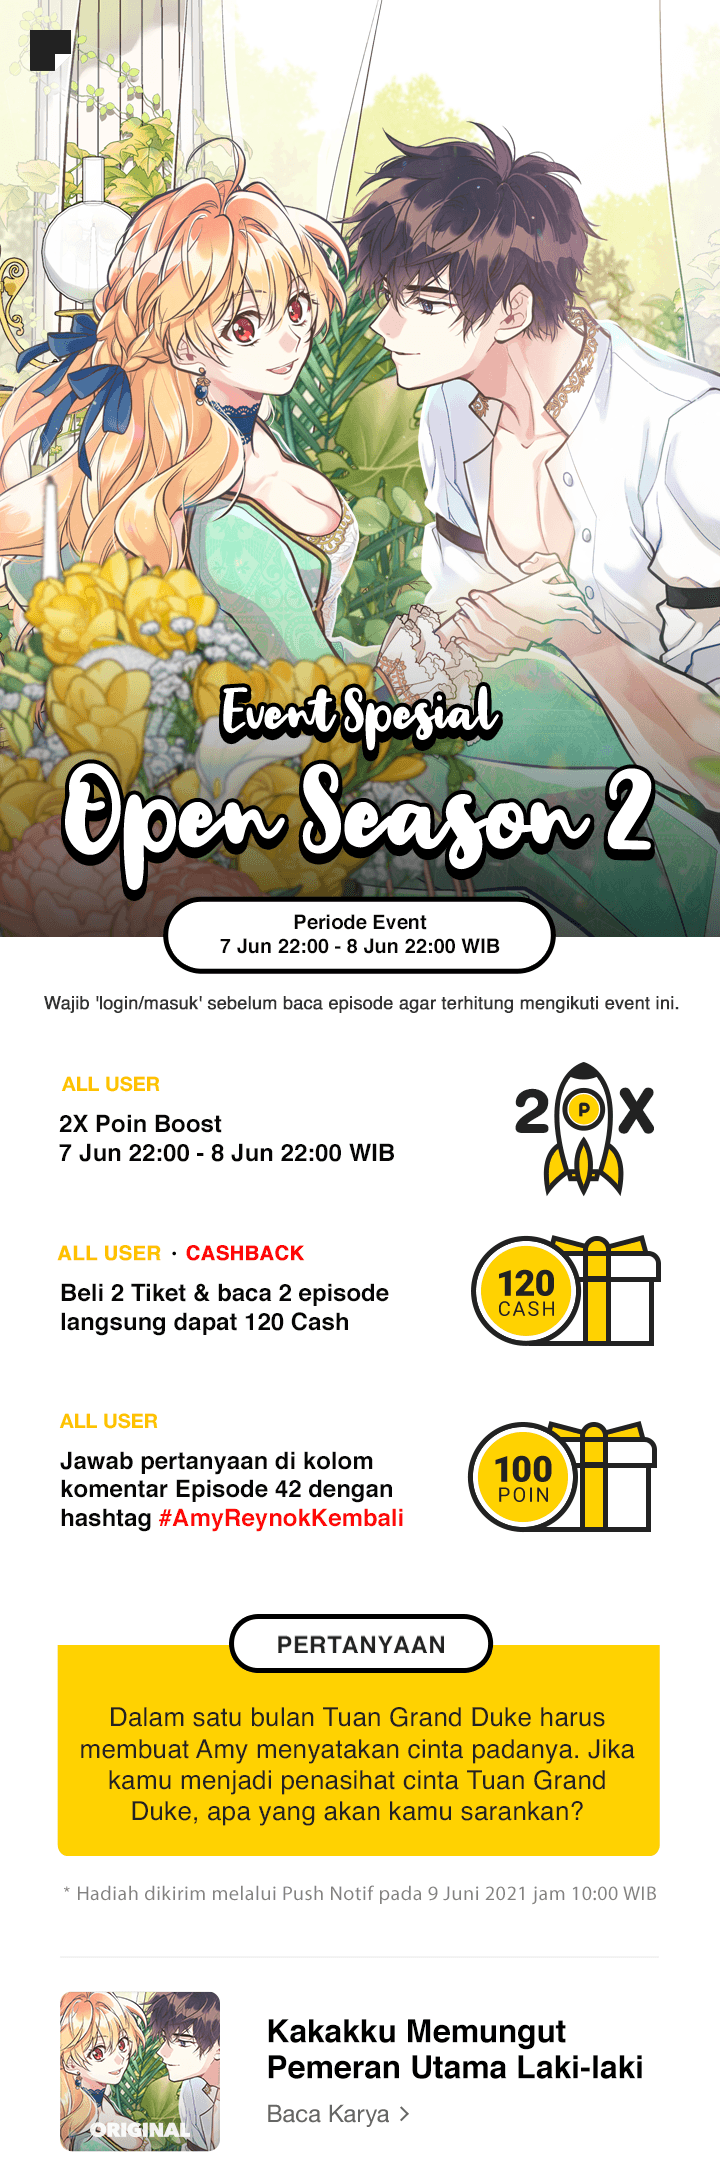 Event Spesial
Open Season 2
Periode Event
7 Jun 22:00 - 8 Jun 22:00 WIB
Wajib 'login/masuk' sebelum baca episode agar terhitung mengikuti event ini.
ALL USER
2X Poin Boost
7 Jun 22:00 - 8 Jun 22:00 WIB
2 P X
ALL USER · CASHBACK
Beli 2 Tiket & baca 2 episode
langsung dapat 120 Cash
120
CASH
ALL USER
Jawab pertanyaan di kolom
komentar Episode 42 dengan
hashtag #AmyReynokKembali
100
POIN
PERTANYAAN
Dalam satu bulan Tuan Grand Duke harus
membuat Amy menyatakan cinta padanya. Jika
kamu menjadi penasihat cinta Tuan Grand
Duke, apa yang akan kamu sarankan?
* Hadiah dikirim melalui Push Notif pada 9 Juni 2021 jam 10:00 WIB
ORIGINAL
Kakakku Memungut
Pemeran Utama Laki-laki
Baca Karya >